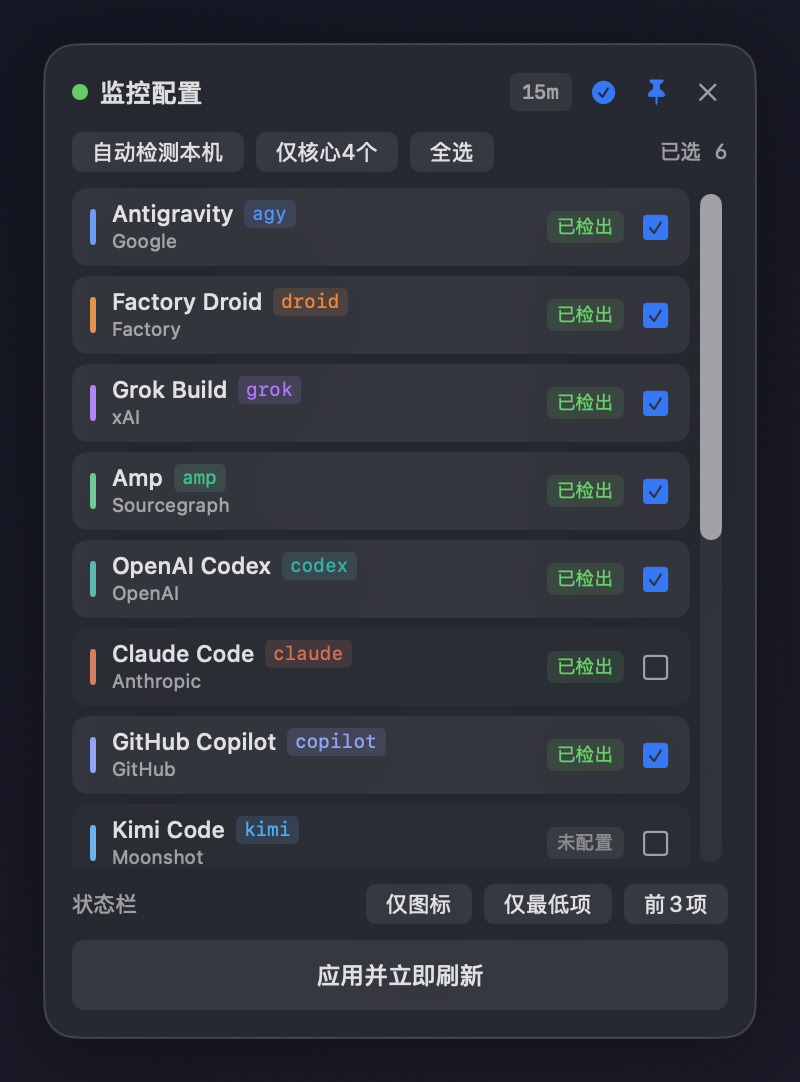 监控配置 15m
自动检测本机 仅核心4个 全选 已选 6
Antigravity agy 已检出
Google
Factory Droid droid 已检出
Factory
Grok Build grok 已检出
xAI
Amp amp 已检出
Sourcegraph
OpenAI Codex codex 已检出
OpenAI
Claude Code claude 已检出
Anthropic
GitHub Copilot copilot 已检出
GitHub
Kimi Code kimi 未配置
Moonshot
状态栏 仅图标 仅最低项 前3项
应用并立即刷新